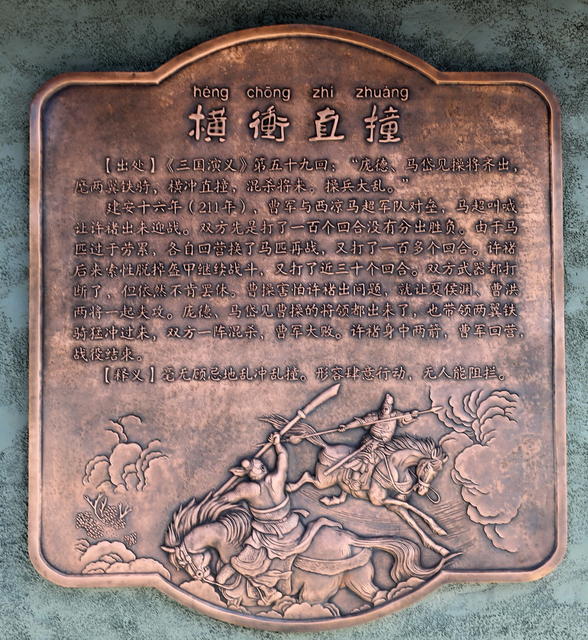 héng chōng zhí zhuàng
橫衝直撞
【出处】《三国演义》第五十九回：“庞德、马岱见操将齐出，
麾两翼铁骑，横冲直撞，混杀将来。操兵大乱。”
建安十六年（211年），曹军与西凉马超军队对垒，马超叫喊
让许褚出来迎战。双方先是打了一百个回合没有分出胜负。由于马
匹过于劳累，各自回营换了马匹再战，又打了一百多个回合。许褚
后来索性脱掉盔甲继续战斗，又打了近三十个回合。双方武器都打
断了，但依然不肯罢休。曹操害怕许褚出问题，就让夏侯渊、曹洪
两将一起夹攻。庞德、马岱见曹操的将领都出来了，也带领两翼铁
骑狂冲过来，双方一阵混杀，曹军大败。许褚身中两箭，曹军回营，
战役结束。
【释义】毫无顾忌地乱冲乱撞。形容肆意行动，无人能阻拦。